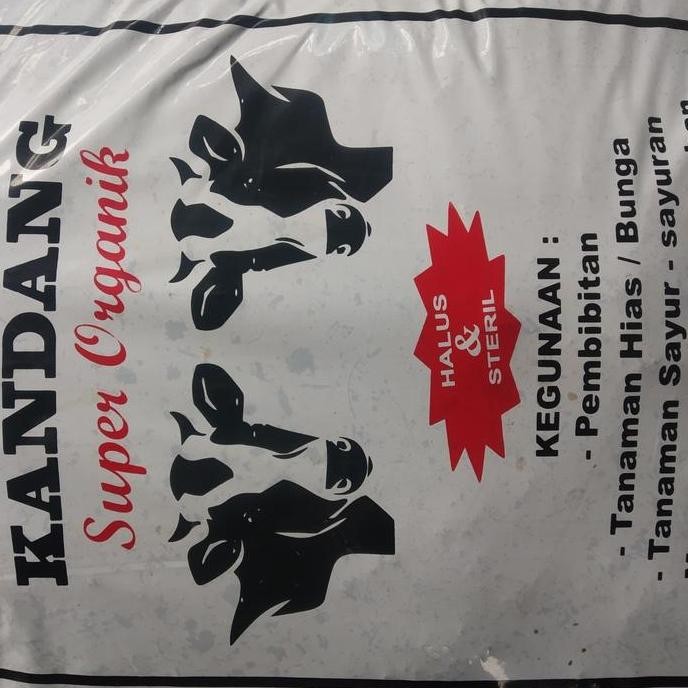 KANDANG
Super Organik
HALUS
&
STERIL
KEGUNAAN :
- Pembibitan
- Tanaman Hias / Bunga
- Tanaman Sayur - sayuran